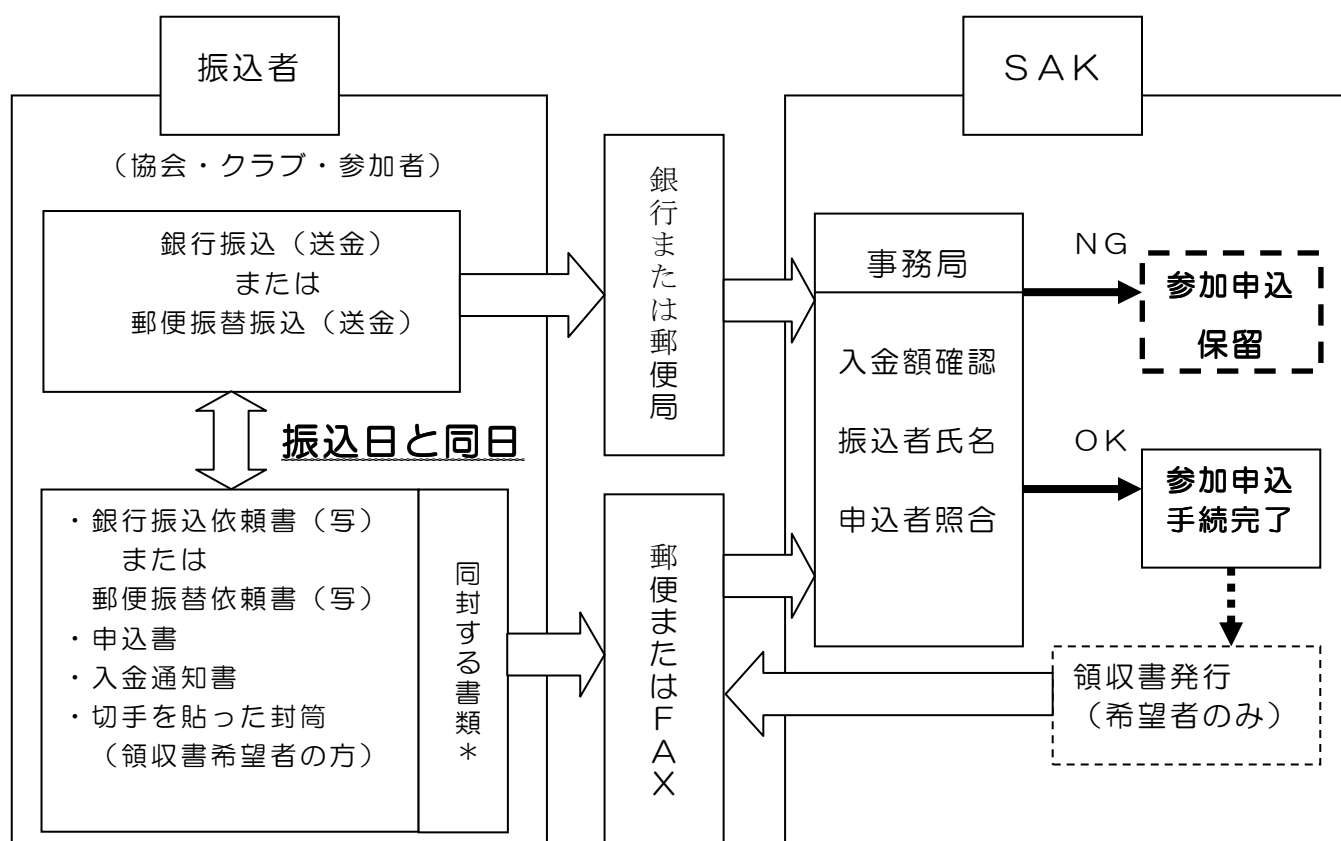 振込者
（協会・クラブ・参加者）
銀行振込（送金）
または
郵便振替振込（送金）
振込日と同日
・銀行振込依頼書（写）
または
郵便振替依頼書（写）
・申込書
・入金通知書
・切手を貼った封筒
（領収書希望者の方）
同封する書類＊
銀行または郵便局
郵便またはＦＡＸ
ＳＡＫ
事務局
入金額確認
振込者氏名
申込者照合
ＮＧ
参加申込
保留
ＯＫ
参加申込
手続完了
領収書発行
（希望者のみ）